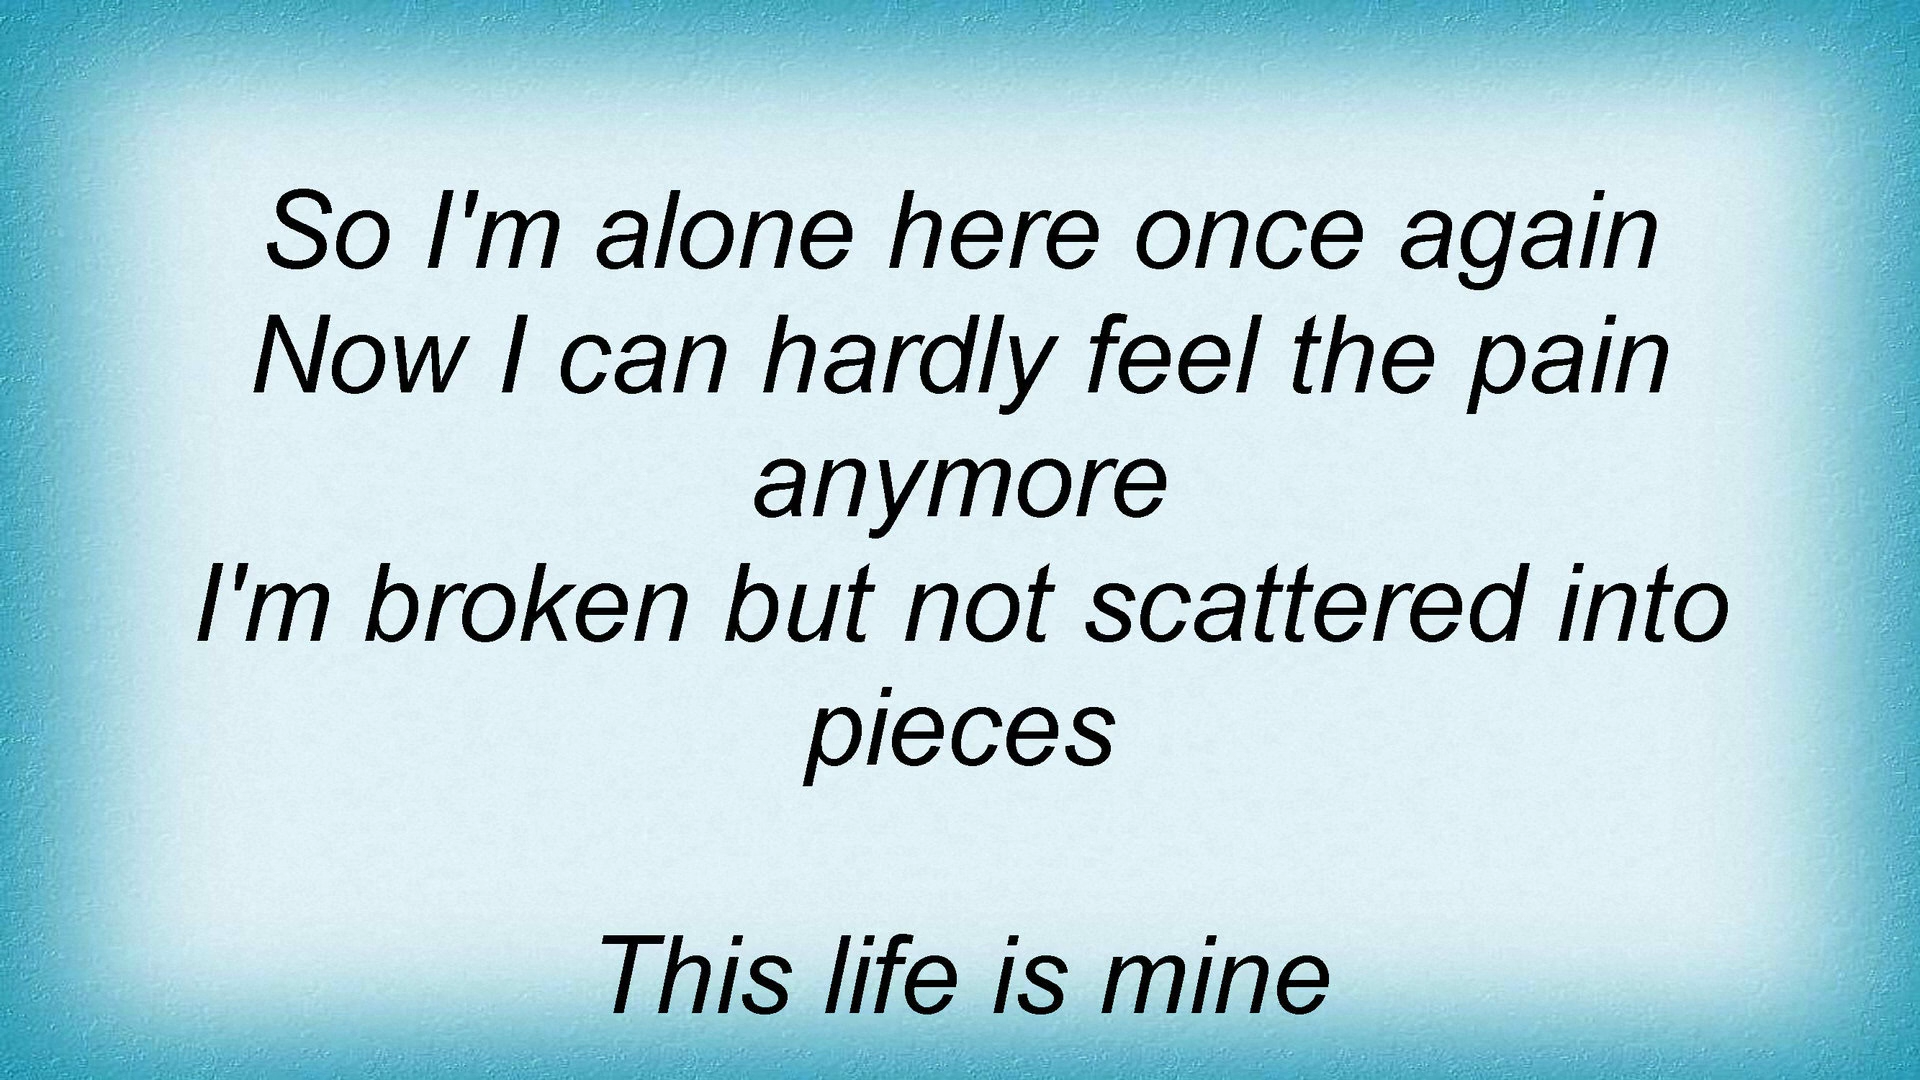 So I'm alone here once again
Now I can hardly feel the pain
anymore
I'm broken but not scattered into
pieces
This life is mine